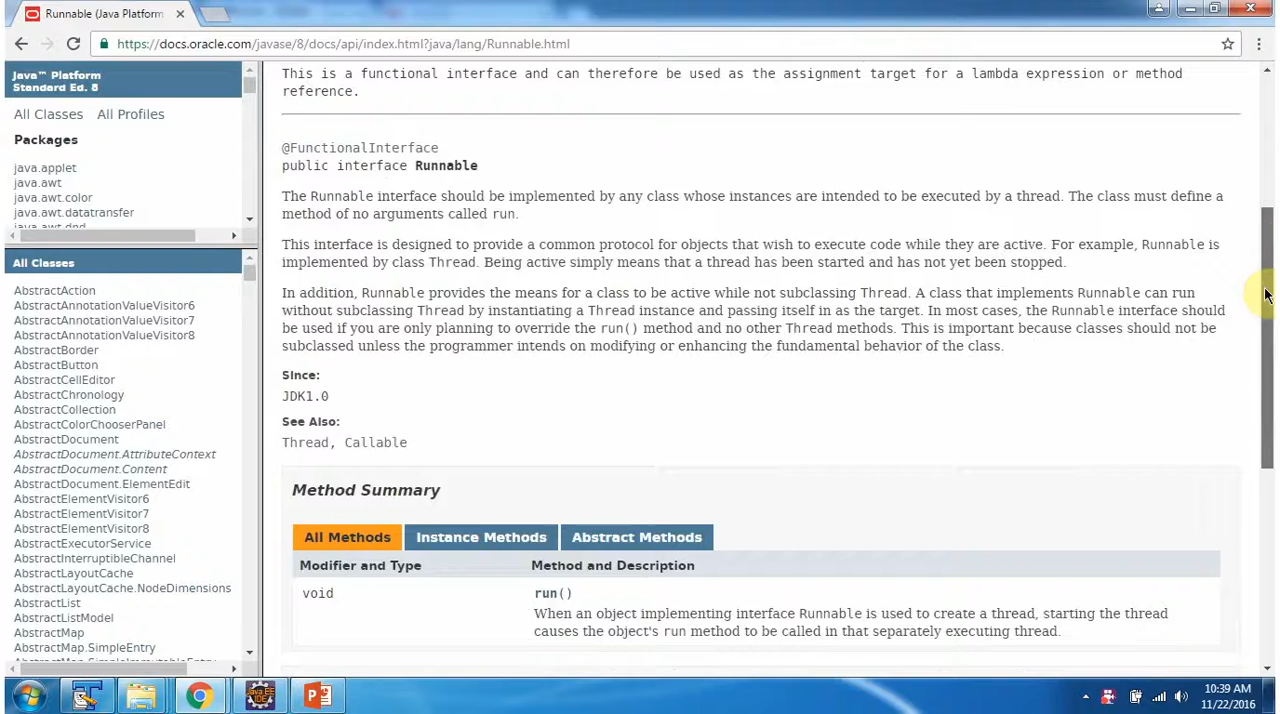 Runnable (Java Platform
https://docs.oracle.com/javase/8/docs/api/index.html?java/lang/Runnable.html
Java™ Platform
Standard Ed. 8
All Classes All Profiles
Packages
java.applet
java.awt
java.awt.color
java.awt.datatransfer
java.awt.dnd
All Classes
AbstractAction
AbstractAnnotationValueVisitor6
AbstractAnnotationValueVisitor7
AbstractAnnotationValueVisitor8
AbstractBorder
AbstractButton
AbstractCellEditor
AbstractChronology
AbstractCollection
AbstractColorChooserPanel
AbstractDocument
AbstractDocument.AttributeContext
AbstractDocument.Content
AbstractDocument.ElementEdit
AbstractElementVisitor6
AbstractElementVisitor7
AbstractElementVisitor8
AbstractExecutorService
AbstractInterruptibleChannel
AbstractLayoutCache
AbstractLayoutCache.NodeDimensions
AbstractList
AbstractListModel
AbstractMap
AbstractMap.SimpleEntry
AbstractMap.SimpleImmutableEntry
This is a functional interface and can therefore be used as the assignment target for a lambda expression or method
reference.
@FunctionalInterface
public interface Runnable
The Runnable interface should be implemented by any class whose instances are intended to be executed by a thread. The class must define a
method of no arguments called run.
This interface is designed to provide a common protocol for objects that wish to execute code while they are active. For example, Runnable is
implemented by class Thread. Being active simply means that a thread has been started and has not yet been stopped.
In addition, Runnable provides the means for a class to be active while not subclassing Thread. A class that implements Runnable can run
without subclassing Thread by instantiating a Thread instance and passing itself in as the target. In most cases, the Runnable interface should
be used if you are only planning to override the run() method and no other Thread methods. This is important because classes should not be
subclassed unless the programmer intends on modifying or enhancing the fundamental behavior of the class.
Since:
JDK1.0
See Also:
Thread, Callable
Method Summary
All Methods Instance Methods Abstract Methods
Modifier and Type Method and Description
void run()
When an object implementing interface Runnable is used to create a thread, starting the thread
causes the object's run method to be called in that separately executing thread.
Java EE
IDE
10:39 AM
11/22/2016